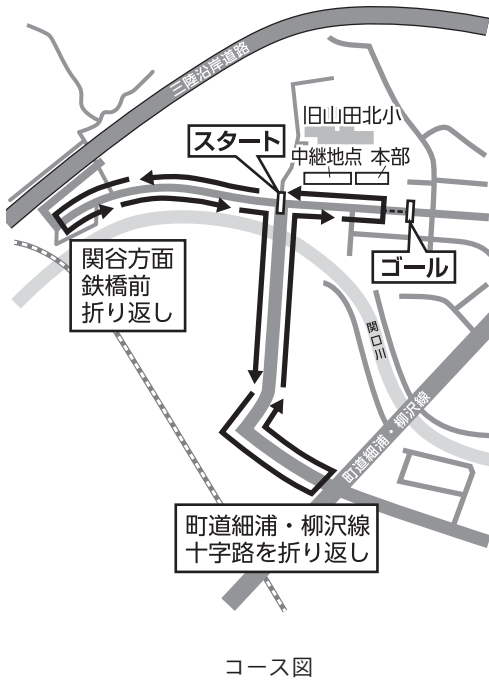 三陸沿岸道路
旧山田北小
スタート
中継地点 本部
ゴール
関谷方面
鉄橋前
折り返し
関口川
町道細浦・柳沢線
町道細浦・柳沢線
十字路を折り返し
コース図